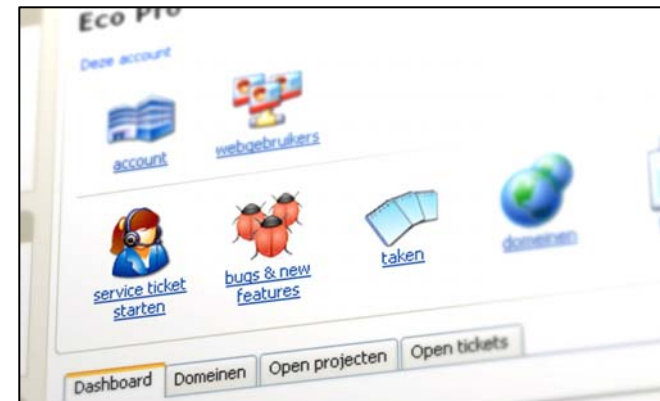 Eco Pro
Deze account
account
webgebruikers
service ticket
starten
bugs & new
features
taken
domeinen
Dashboard
Domeinen
Open projecten
Open tickets